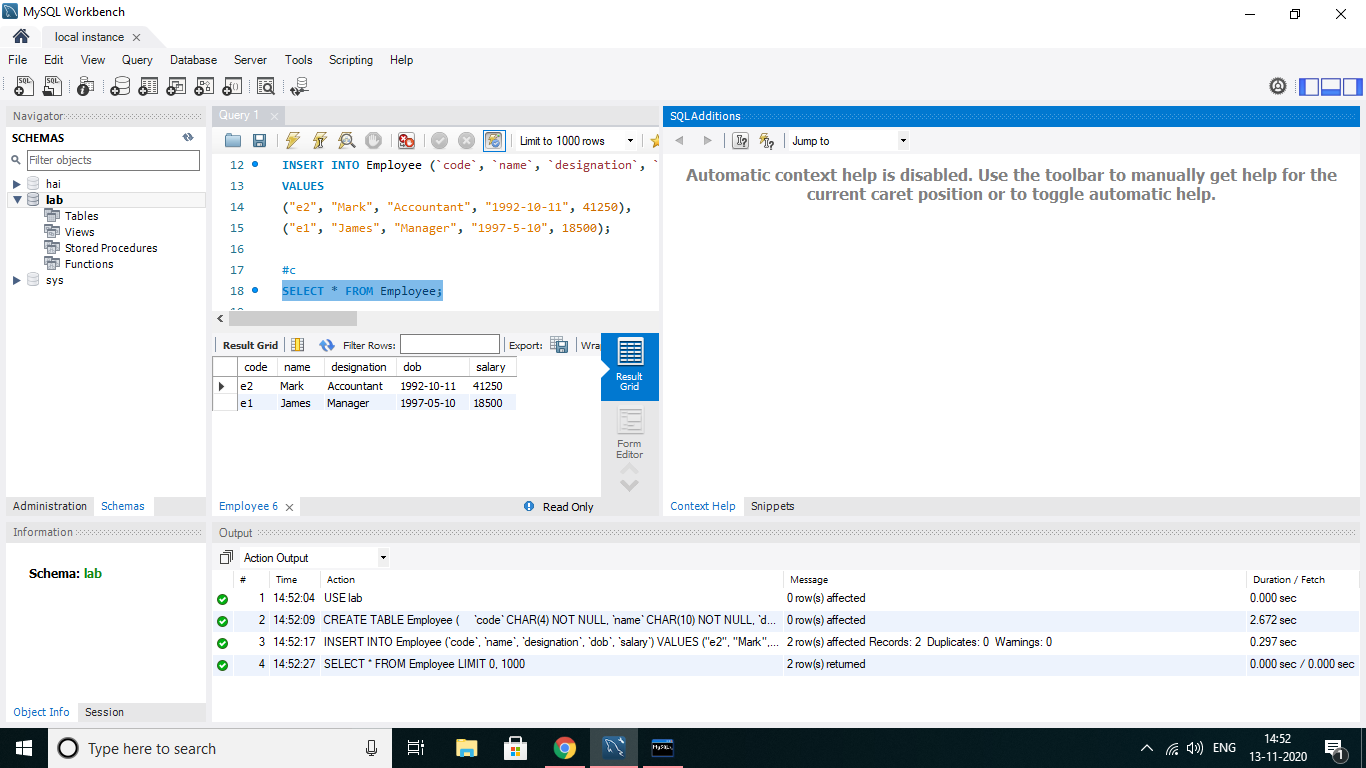 MySQL Workbench
local instance
File Edit View Query Database Server Tools Scripting Help
Navigator
SCHEMAS
Filter objects
hai
lab
Tables
Views
Stored Procedures
Functions
sys
Administration Schemas
Information
Schema: lab
Object Info Session
Query 1
Limit to 1000 rows
12 INSERT INTO Employee (`code`, `name`, `designation`, `
13 VALUES
14 ("e2", "Mark", "Accountant", "1992-10-11", 41250),
15 ("e1", "James", "Manager", "1997-5-10", 18500);
16
17 #c
18 SELECT * FROM Employee;
Result Grid Filter Rows: Export: Wrap
code name designation dob salary
e2 Mark Accountant 1992-10-11 41250
e1 James Manager 1997-05-10 18500
Result
Grid
Form
Editor
Employee 6 Read Only
SQLAdditions
Jump to
Automatic context help is disabled. Use the toolbar to manually get help for the
current caret position or to toggle automatic help.
Context Help Snippets
Output
Action Output
# Time Action Message Duration / Fetch
1 14:52:04 USE lab 0 row(s) affected 0.000 sec
2 14:52:09 CREATE TABLE Employee ( `code` CHAR(4) NOT NULL, `name` CHAR(10) NOT NULL, `d... 0 row(s) affected 2.672 sec
3 14:52:17 INSERT INTO Employee (`code`, `name`, `designation`, `dob`, `salary`) VALUES ("e2", "Mark",... 2 row(s) affected Records: 2 Duplicates: 0 Warnings: 0 0.297 sec
4 14:52:27 SELECT * FROM Employee LIMIT 0, 1000 2 row(s) returned 0.000 sec / 0.000 sec
Type here to search
ENG
14:52
13-11-2020
1